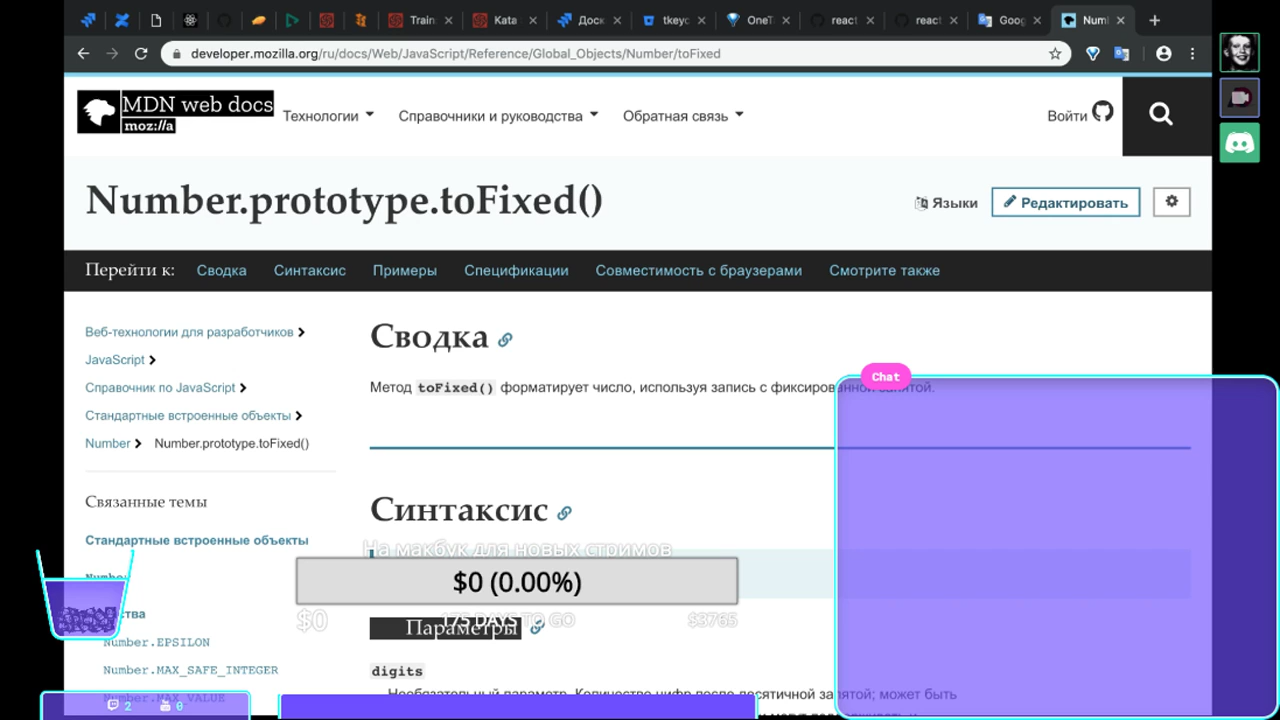 Train
Kata
Доск
tkeyc
OneT
react
react
Goog
Numl
developer.mozilla.org/ru/docs/Web/JavaScript/Reference/Global_Objects/Number/toFixed
MDN web docs
moz://a
Технологии
Справочники и руководства
Обратная связь
Войти
Number.prototype.toFixed()
Языки
Редактировать
Перейти к:
Сводка
Синтаксис
Примеры
Спецификации
Совместимость с браузерами
Смотрите также
Веб-технологии для разработчиков
JavaScript
Справочник по JavaScript
Стандартные встроенные объекты
Number
Number.prototype.toFixed()
Связанные темы
Стандартные встроенные объекты
Number
Number.EPSILON
Number.MAX_SAFE_INTEGER
Number.MAX_VALUE
Сводка
Метод toFixed() форматирует число, используя запись с фиксированной запятой.
Chat
Синтаксис
На макбук для новых стримов
$0 (0.00%)
$0
175 DAYS TO GO
$3765
Параметры
digits
Необязательный параметр. Количество цифр после десятичной запятой; может быть
2
0